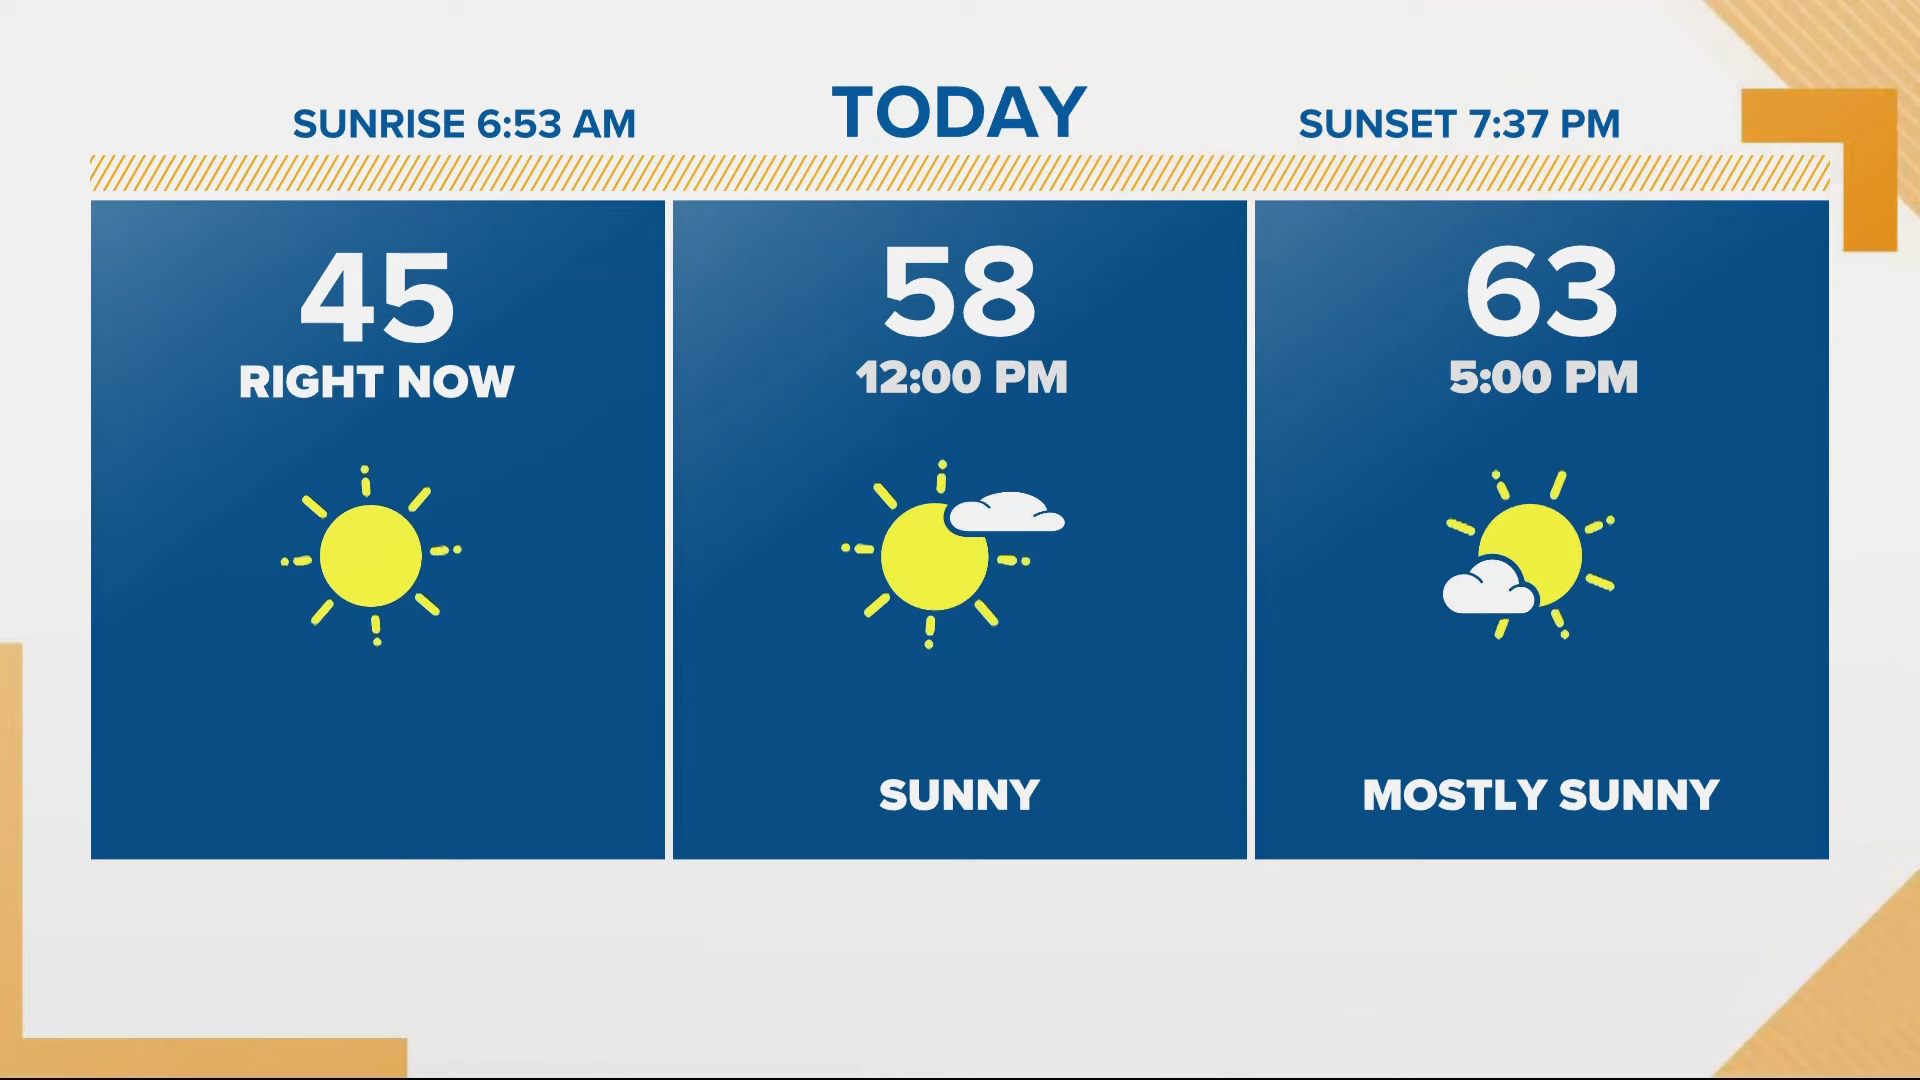 SUNRISE 6:53 AM
TODAY
SUNSET 7:37 PM
45
RIGHT NOW
58
12:00 PM
SUNNY
63
5:00 PM
MOSTLY SUNNY